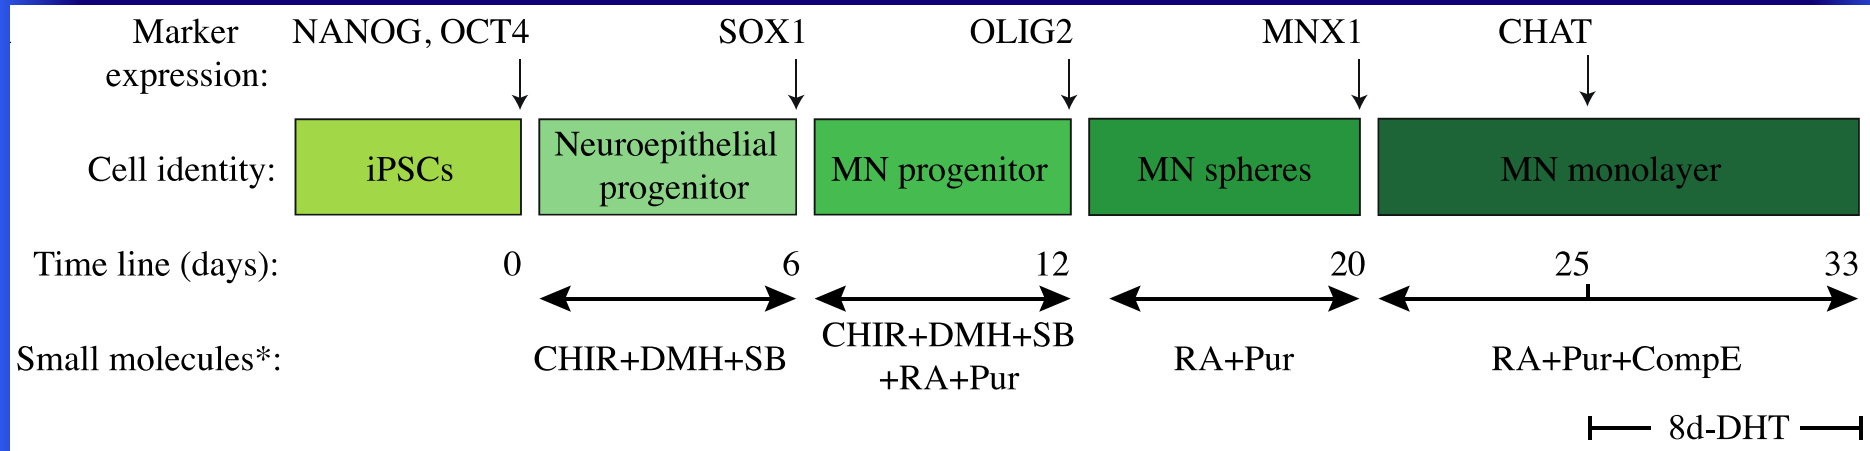 Marker
expression:
NANOG, OCT4
SOX1
OLIG2
MNX1
CHAT
Cell identity:
iPSCs
Neuroepithelial
progenitor
MN progenitor
MN spheres
MN monolayer
Time line (days):
0
6
12
20
25
33
Small molecules*:
CHIR+DMH+SB
CHIR+DMH+SB
+RA+Pur
RA+Pur
RA+Pur+CompE
8d-DHT